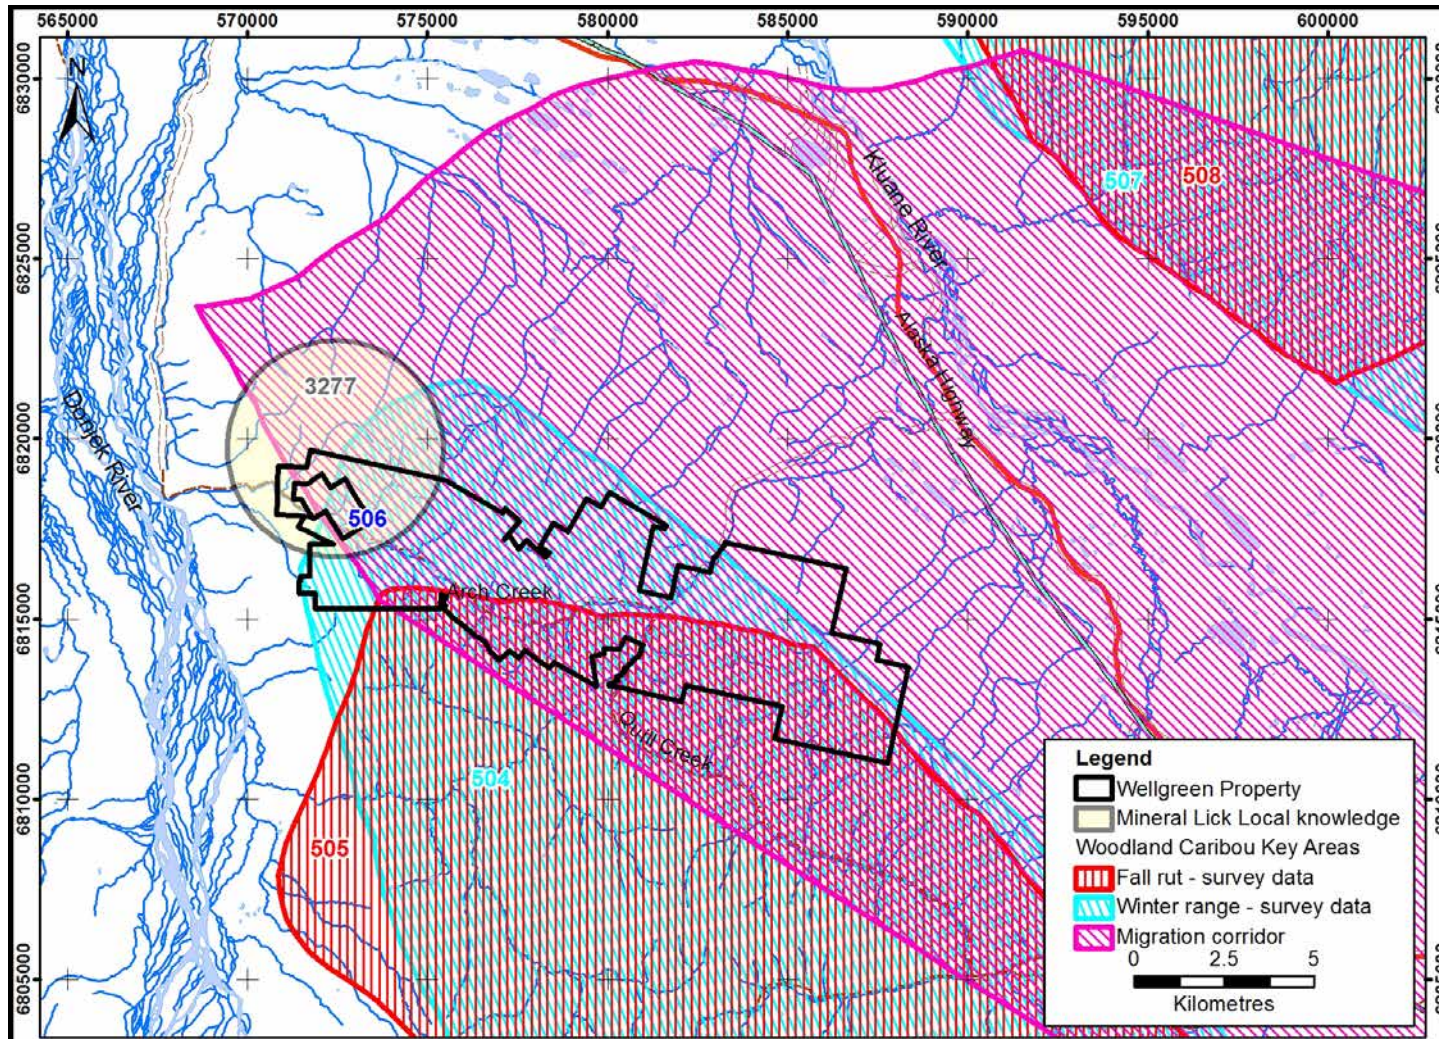 565000 570000 575000 580000 585000 590000 595000 600000
6830000
6825000
6820000
6815000
6810000
6805000
N
Kluane River
507
508
Alaska Highway
3277
Donjek River
506
Arch Creek
Quill Creek
504
505
Legend
Wellgreen Property
Mineral Lick Local knowledge
Woodland Caribou Key Areas
Fall rut - survey data
Winter range - survey data
Migration corridor
0 2.5 5
Kilometres